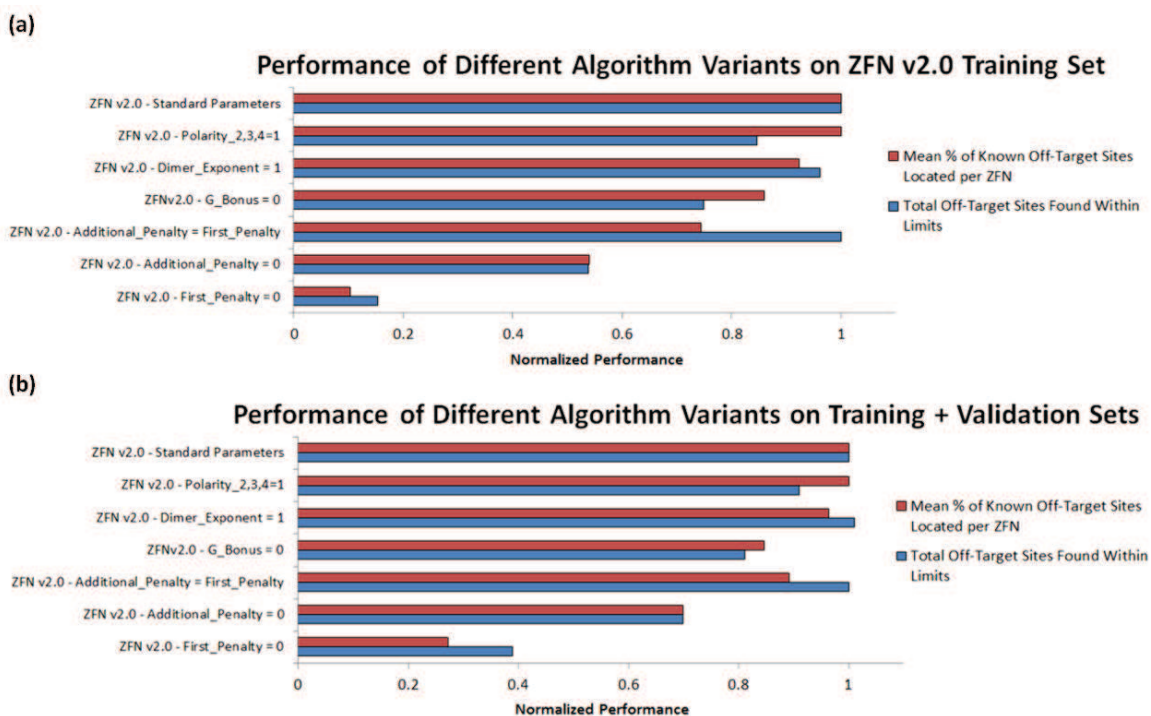 (a)
Performance of Different Algorithm Variants on ZFN v2.0 Training Set
ZFN v2.0 - Standard Parameters
ZFN v2.0 - Polarity_2,3,4=1
ZFN v2.0 - Dimer_Exponent = 1
ZFNv2.0 - G_Bonus = 0
ZFN v2.0 - Additional_Penalty = First_Penalty
ZFN v2.0 - Additional_Penalty = 0
ZFN v2.0 - First_Penalty = 0
Mean % of Known Off-Target Sites
Located per ZFN
Total Off-Target Sites Found Within
Limits
0 0.2 0.4 0.6 0.8 1
Normalized Performance
(b)
Performance of Different Algorithm Variants on Training + Validation Sets
ZFN v2.0 - Standard Parameters
ZFN v2.0 - Polarity_2,3,4=1
ZFN v2.0 - Dimer_Exponent = 1
ZFNv2.0 - G_Bonus = 0
ZFN v2.0 - Additional_Penalty = First_Penalty
ZFN v2.0 - Additional_Penalty = 0
ZFN v2.0 - First_Penalty = 0
Mean % of Known Off-Target Sites
Located per ZFN
Total Off-Target Sites Found Within
Limits
0 0.2 0.4 0.6 0.8 1
Normalized Performance